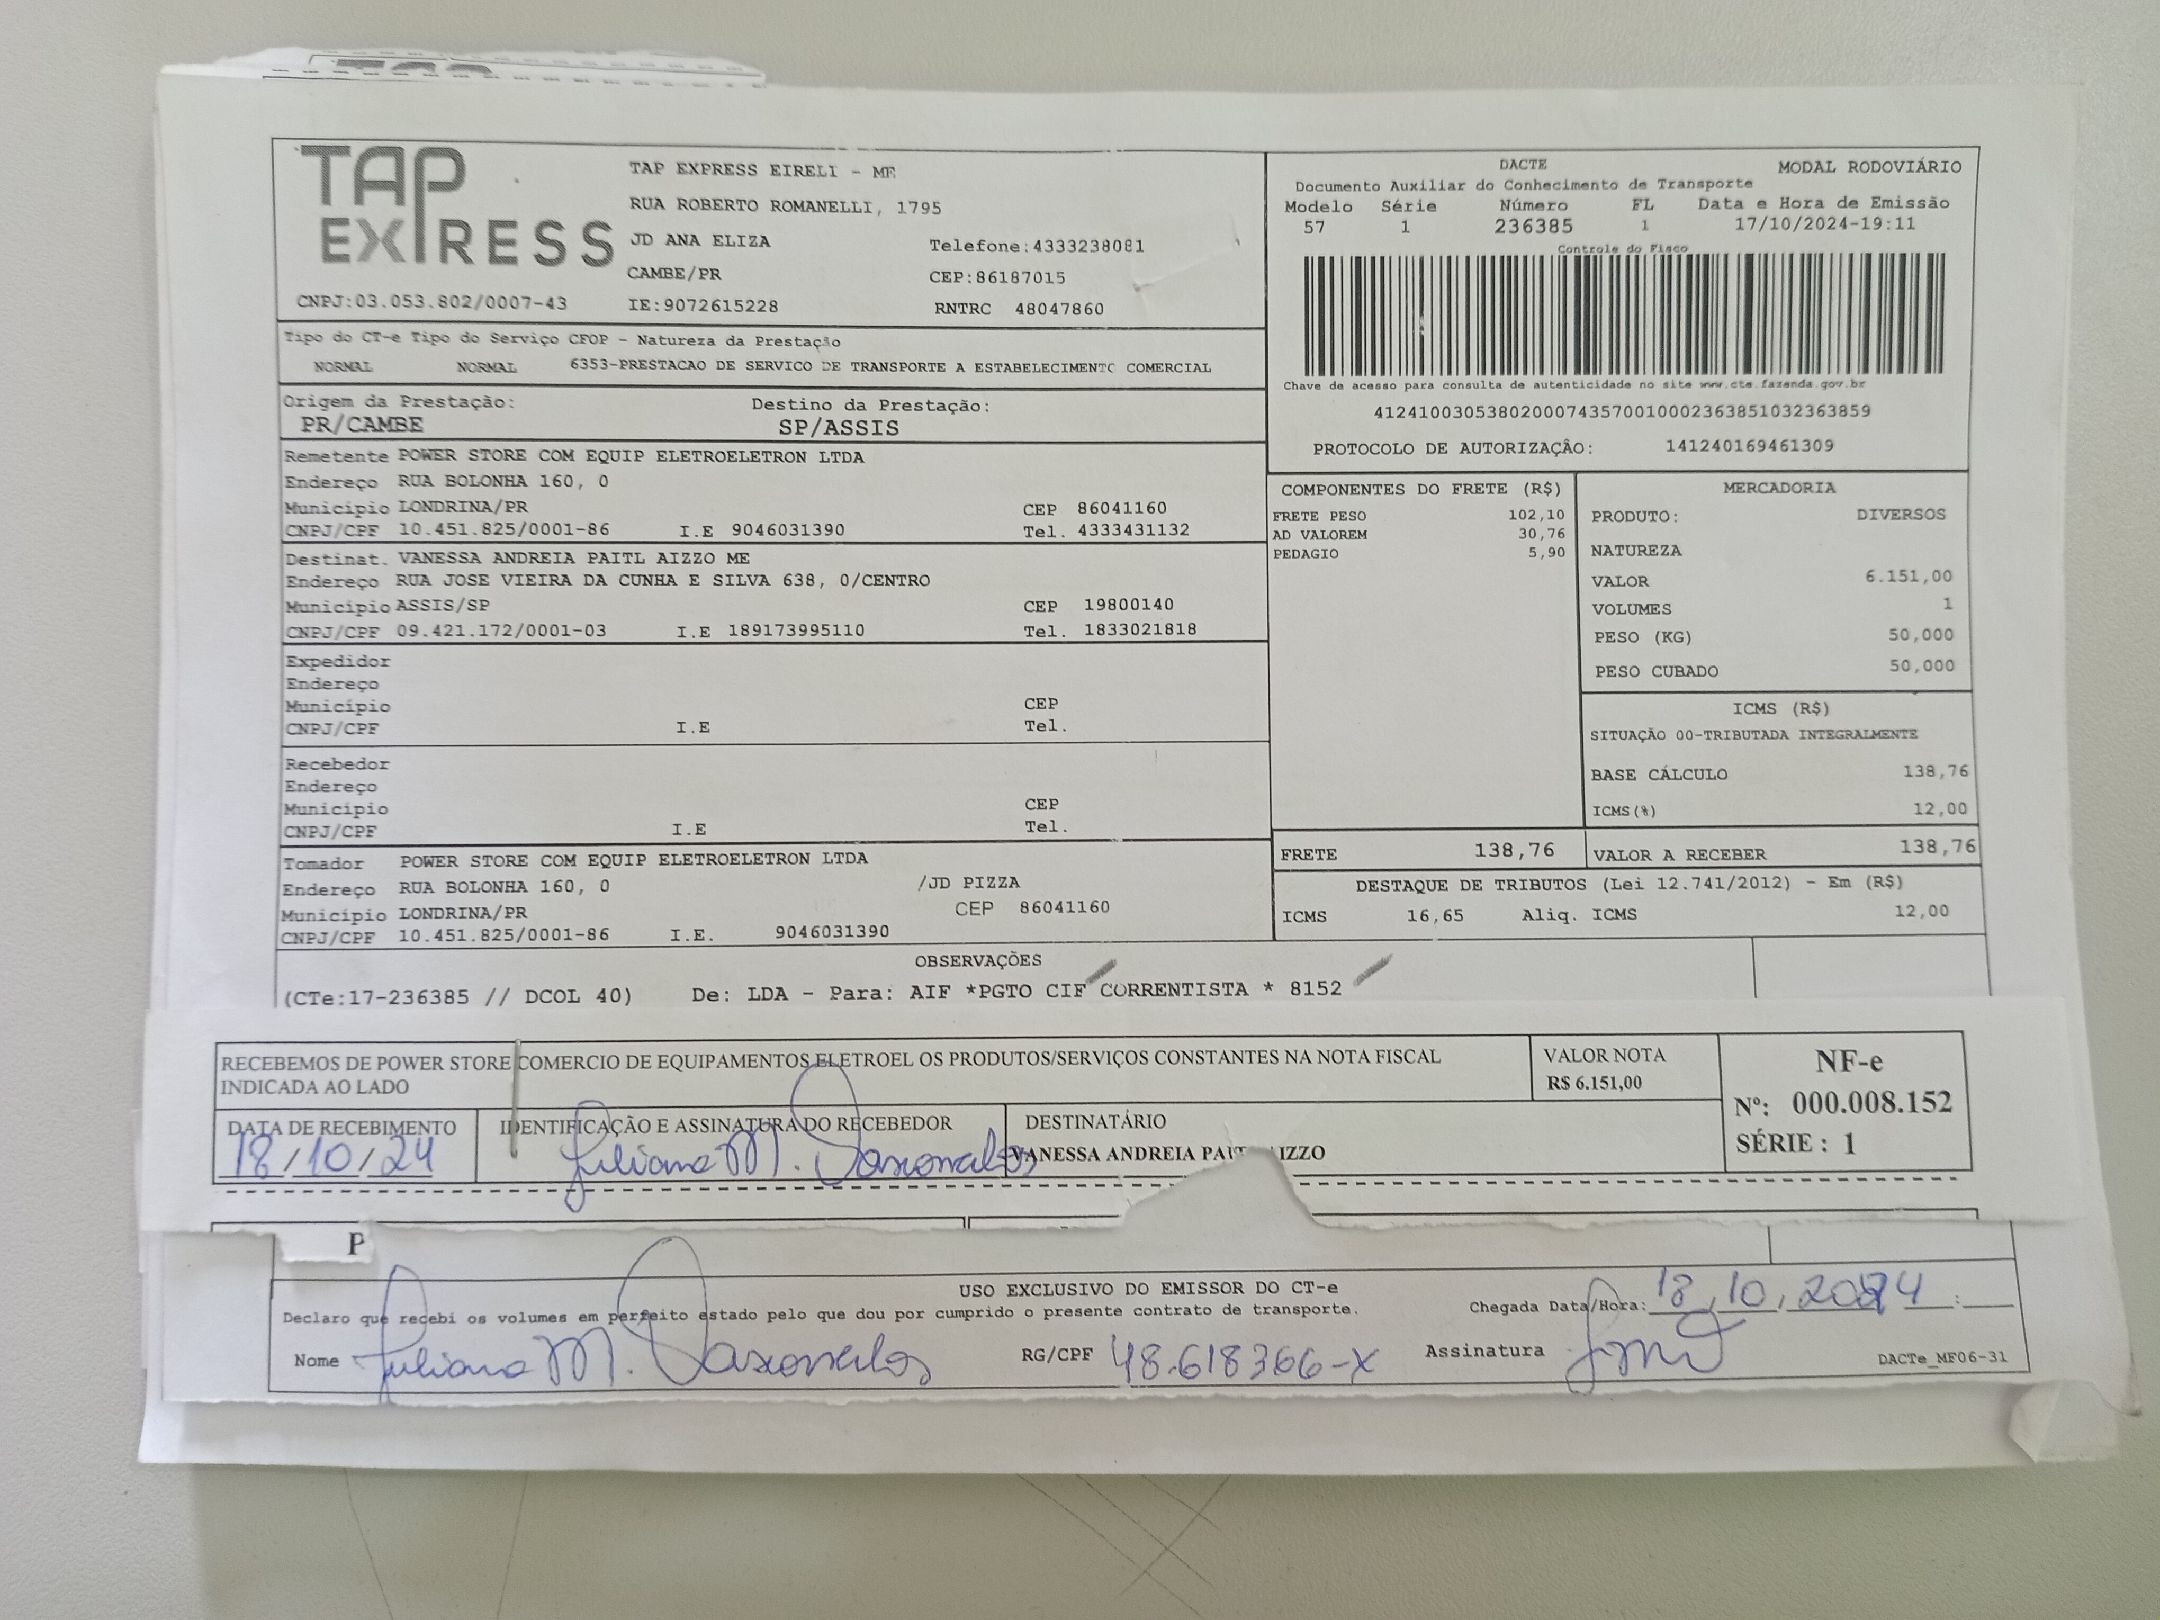 TAP EXPRESS
TAP EXPRESS EIRELI - ME
RUA ROBERTO ROMANELLI, 1795
JD ANA ELIZA Telefone:4333238081
CAMBE/PR CEP:86187015
CNPJ:03.053.802/0007-43 IE:9072615228 RNTRC 48047860
DACTE MODAL RODOVIÁRIO
Documento Auxiliar do Conhecimento de Transporte
Modelo Série Número FL Data e Hora de Emissão
57 1 236385 1 17/10/2024-19:11
Controle do Fisco
Chave de acesso para consulta de autenticidade no site www.cte.fazenda.gov.br
41241003053802000743570010002363851032363859
PROTOCOLO DE AUTORIZAÇÃO: 141240169461309
Tipo do CT-e Tipo do Serviço CFOP - Natureza da Prestação
NORMAL NORMAL 6353-PRESTACAO DE SERVICO DE TRANSPORTE A ESTABELECIMENTO COMERCIAL
Origem da Prestação: Destino da Prestação:
PR/CAMBE SP/ASSIS
Remetente POWER STORE COM EQUIP ELETROELETRON LTDA
Endereço RUA BOLONHA 160, 0
Município LONDRINA/PR CEP 86041160
CNPJ/CPF 10.451.825/0001-86 I.E 9046031390 Tel. 4333431132
Destinat. VANESSA ANDREIA PAITL AIZZO ME
Endereço RUA JOSE VIEIRA DA CUNHA E SILVA 638, 0/CENTRO
Município ASSIS/SP CEP 19800140
CNPJ/CPF 09.421.172/0001-03 I.E 189173995110 Tel. 1833021818
Expedidor
Endereço
Município CEP
CNPJ/CPF I.E Tel.
Recebedor
Endereço
Município CEP
CNPJ/CPF I.E Tel.
Tomador POWER STORE COM EQUIP ELETROELETRON LTDA
Endereço RUA BOLONHA 160, 0 /JD PIZZA
Município LONDRINA/PR CEP 86041160
CNPJ/CPF 10.451.825/0001-86 I.E. 9046031390
COMPONENTES DO FRETE (R$)
FRETE PESO 102,10
AD VALOREM 30,76
PEDAGIO 5,90
MERCADORIA
PRODUTO: DIVERSOS
NATUREZA
VALOR 6.151,00
VOLUMES 1
PESO (KG) 50,000
PESO CUBADO 50,000
ICMS (R$)
SITUAÇÃO 00-TRIBUTADA INTEGRALMENTE
BASE CÁLCULO 138,76
ICMS(%) 12,00
FRETE 138,76 VALOR A RECEBER 138,76
DESTAQUE DE TRIBUTOS (Lei 12.741/2012) - Em (R$)
ICMS 16,65 Aliq. ICMS 12,00
OBSERVAÇÕES
(CTe:17-236385 // DCOL 40) De: LDA - Para: AIF *PGTO CIF CORRENTISTA * 8152
RECEBEMOS DE POWER STORE COMERCIO DE EQUIPAMENTOS ELETROEL OS PRODUTOS/SERVIÇOS CONSTANTES NA NOTA FISCAL
INDICADA AO LADO
VALOR NOTA
R$ 6.151,00
NF-e
Nº: 000.008.152
SÉRIE : 1
DATA DE RECEBIMENTO IDENTIFICAÇÃO E ASSINATURA DO RECEBEDOR DESTINATÁRIO
18/10/24 Juliana M. VANESSA ANDREIA AIZZO
P
USO EXCLUSIVO DO EMISSOR DO CT-e
Declaro que recebi os volumes em perfeito estado pelo que dou por cumprido o presente contrato de transporte. Chegada Data/Hora: 18,10,2024 :
Nome Juliana M. RG/CPF 48.618366-X Assinatura
DACTe_MF06-31